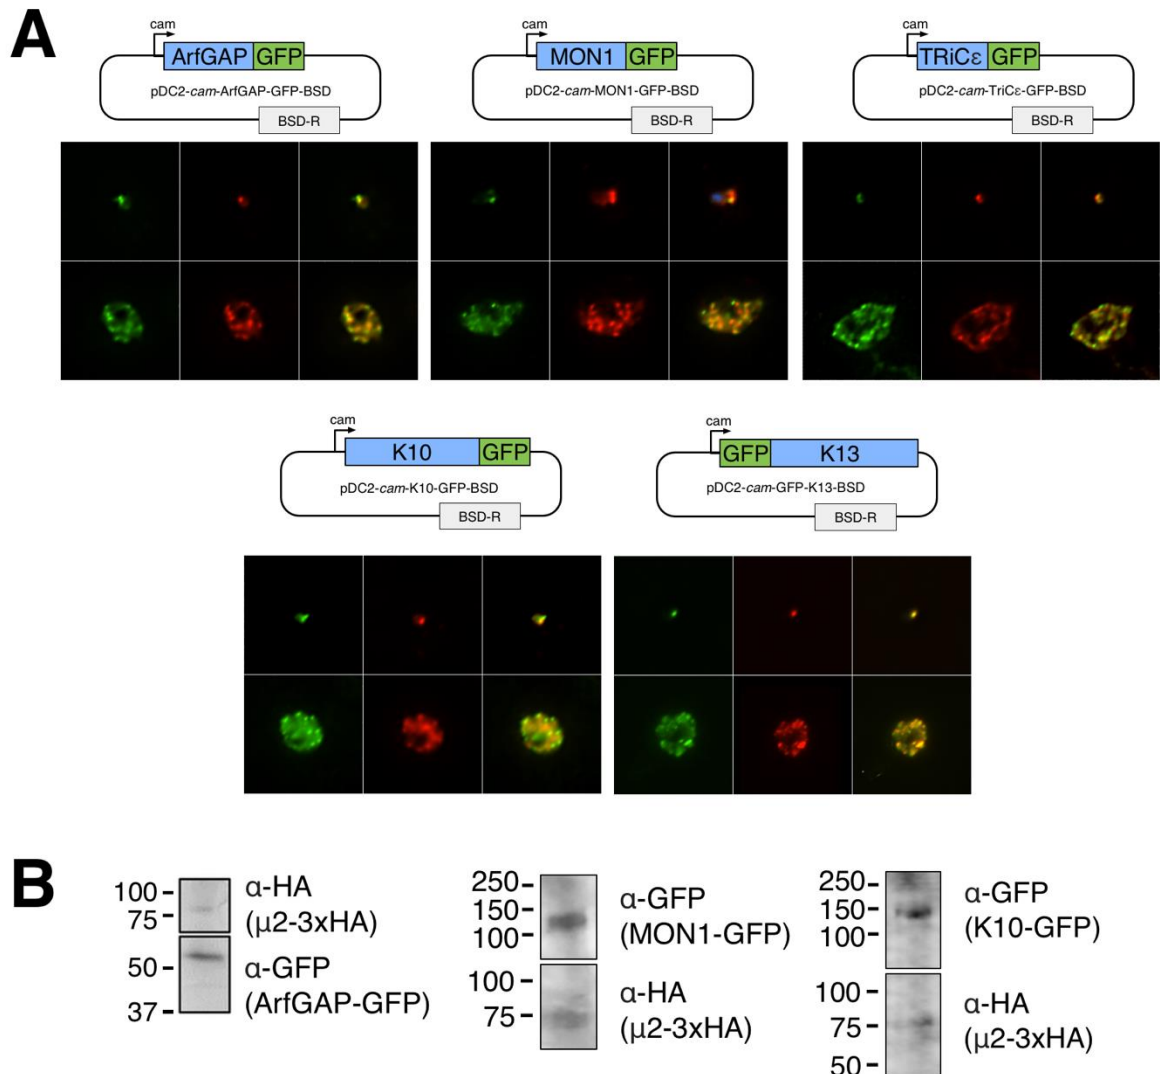 A
cam
ArfGAP GFP
pDC2-cam-ArfGAP-GFP-BSD
BSD-R
cam
MON1 GFP
pDC2-cam-MON1-GFP-BSD
BSD-R
cam
TRiCε GFP
pDC2-cam-TriCε-GFP-BSD
BSD-R
cam
K10 GFP
pDC2-cam-K10-GFP-BSD
BSD-R
cam
GFP K13
pDC2-cam-GFP-K13-BSD
BSD-R
B
100
75
α-HA
(μ2-3xHA)
50
37
α-GFP
(ArfGAP-GFP)
250
150
100
α-GFP
(MON1-GFP)
100
75
α-HA
(μ2-3xHA)
250
150
100
α-GFP
(K10-GFP)
100
75
50
α-HA
(μ2-3xHA)